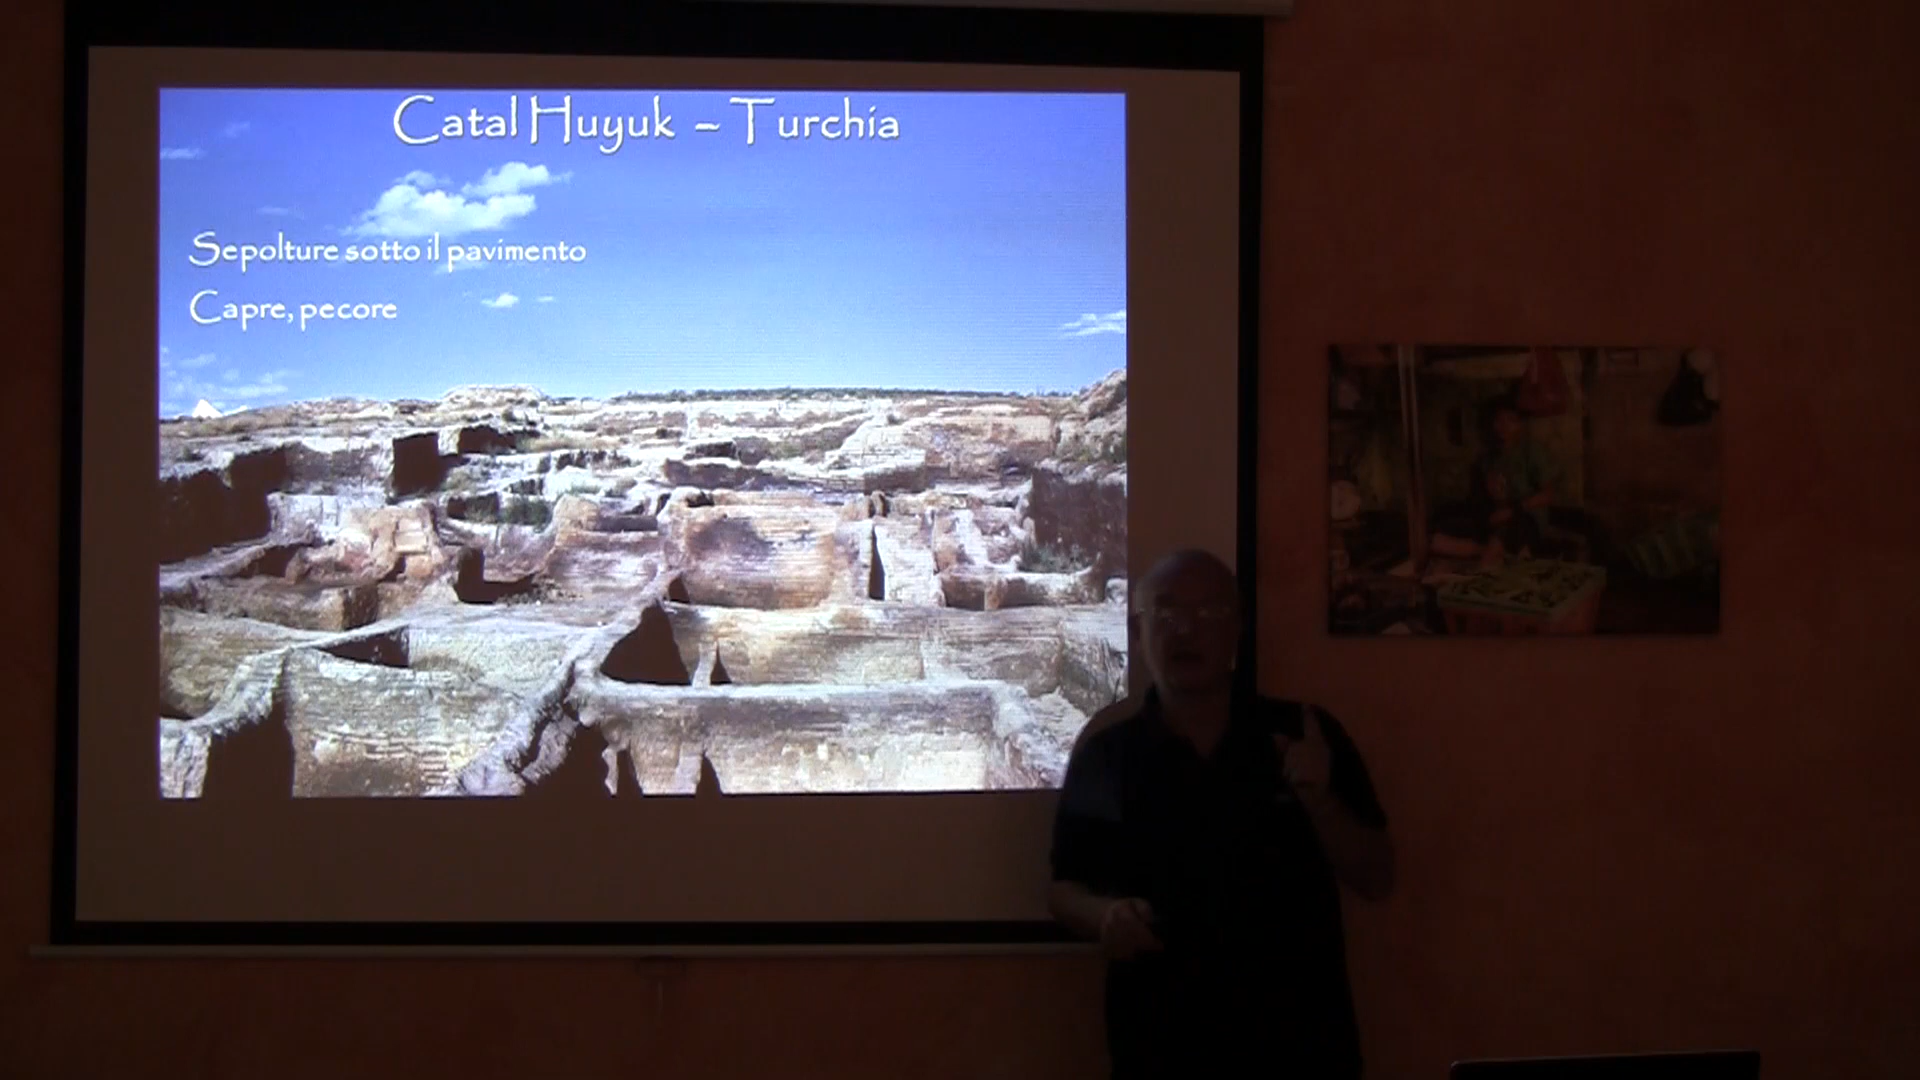 Catal Huyuk – Turchia
Sepolture sotto il pavimento
Capre, pecore